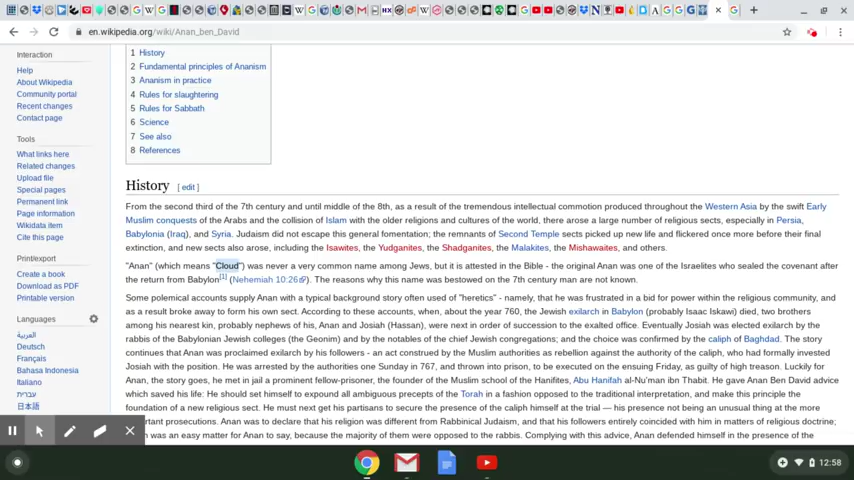 en.wikipedia.org/wiki/Anan_ben_David
Interaction
Help
About Wikipedia
Community portal
Recent changes
Contact page
Tools
What links here
Related changes
Upload file
Special pages
Permanent link
Page information
Wikidata item
Cite this page
Print/export
Create a book
Download as PDF
Printable version
Languages
العربية
Deutsch
Français
Bahasa Indonesia
Italiano
עברית
日本語
1 History
2 Fundamental principles of Ananism
3 Ananism in practice
4 Rules for slaughtering
5 Rules for Sabbath
6 Science
7 See also
8 References
History [ edit ]
From the second third of the 7th century and until middle of the 8th, as a result of the tremendous intellectual commotion produced throughout the Western Asia by the swift Early
Muslim conquests of the Arabs and the collision of Islam with the older religions and cultures of the world, there arose a large number of religious sects, especially in Persia,
Babylonia (Iraq), and Syria. Judaism did not escape this general fomentation; the remnants of Second Temple sects picked up new life and flickered once more before their final
extinction, and new sects also arose, including the Isawites, the Yudganites, the Shadganites, the Malakites, the Mishawaites, and others.
"Anan" (which means "Cloud") was never a very common name among Jews, but it is attested in the Bible - the original Anan was one of the Israelites who sealed the covenant after
the return from Babylon[1] (Nehemiah 10:26). The reasons why this name was bestowed on the 7th century man are not known.
Some polemical accounts supply Anan with a typical background story often used of "heretics" - namely, that he was frustrated in a bid for power within the religious community, and
as a result broke away to form his own sect. According to these accounts, when, about the year 760, the Jewish exilarch in Babylon (probably Isaac Iskawi) died, two brothers
among his nearest kin, probably nephews of his, Anan and Josiah (Hassan), were next in order of succession to the exalted office. Eventually Josiah was elected exilarch by the
rabbis of the Babylonian Jewish colleges (the Geonim) and by the notables of the chief Jewish congregations; and the choice was confirmed by the caliph of Baghdad. The story
continues that Anan was proclaimed exilarch by his followers - an act construed by the Muslim authorities as rebellion against the authority of the caliph, who had formally invested
Josiah with the position. He was arrested by the authorities one Sunday in 767, and thrown into prison, to be executed on the ensuing Friday, as guilty of high treason. Luckily for
Anan, the story goes, he met in jail a prominent fellow-prisoner, the founder of the Muslim school of the Hanifites, Abu Hanifah al-Nu'man ibn Thabit. He gave Anan Ben David advice
which saved his life: He should set himself to expound all ambiguous precepts of the Torah in a fashion opposed to the traditional interpretation, and make this principle the
foundation of a new religious sect. He must next get his partisans to secure the presence of the caliph himself at the trial — his presence not being an unusual thing at the more
ortant prosecutions. Anan was to declare that his religion was different from Rabbinical Judaism, and that his followers entirely coincided with him in matters of religious doctrine;
was an easy matter for Anan to say, because the majority of them were opposed to the rabbis. Complying with this advice, Anan defended himself in the presence of the
12:58